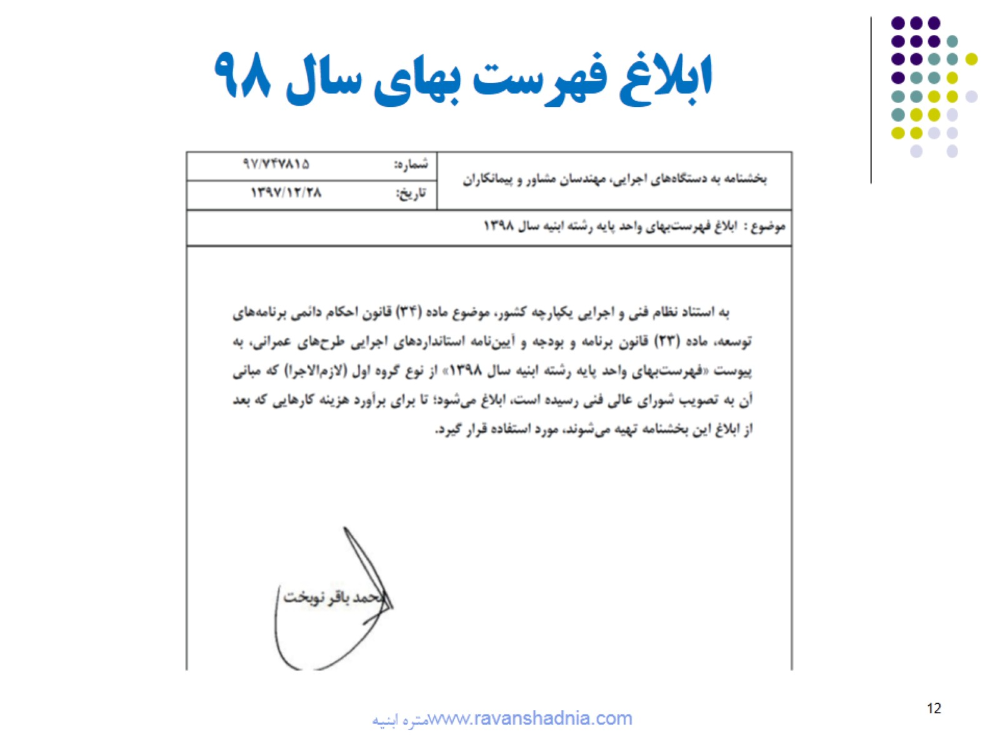 ابلاغ فهرست بهای سال ۹۸
بخشنامه به دستگاه‌های اجرایی، مهندسان مشاور و پیمانکاران
شماره: ۹۷/۷۴۷۸۱۵
تاریخ: ۱۳۹۷/۱۲/۲۸
موضوع : ابلاغ فهرست‌بهای واحد پایه رشته ابنیه سال ۱۳۹۸
به استناد نظام فنی و اجرایی یکپارچه کشور، موضوع ماده (۳۴) قانون احکام دائمی برنامه‌های
توسعه، ماده (۲۳) قانون برنامه و بودجه و آیین‌نامه استانداردهای اجرایی طرح‌های عمرانی، به
پیوست «فهرست‌بهای واحد پایه رشته ابنیه سال ۱۳۹۸» از نوع گروه اول (لازم‌الاجرا) که مبانی
آن به تصویب شورای عالی فنی رسیده است، ابلاغ می‌شود؛ تا برای برآورد هزینه کارهایی که بعد
از ابلاغ این بخشنامه تهیه می‌شوند، مورد استفاده قرار گیرد.
محمد باقر نوبخت
متره ابنیه www.ravanshadnia.com
12